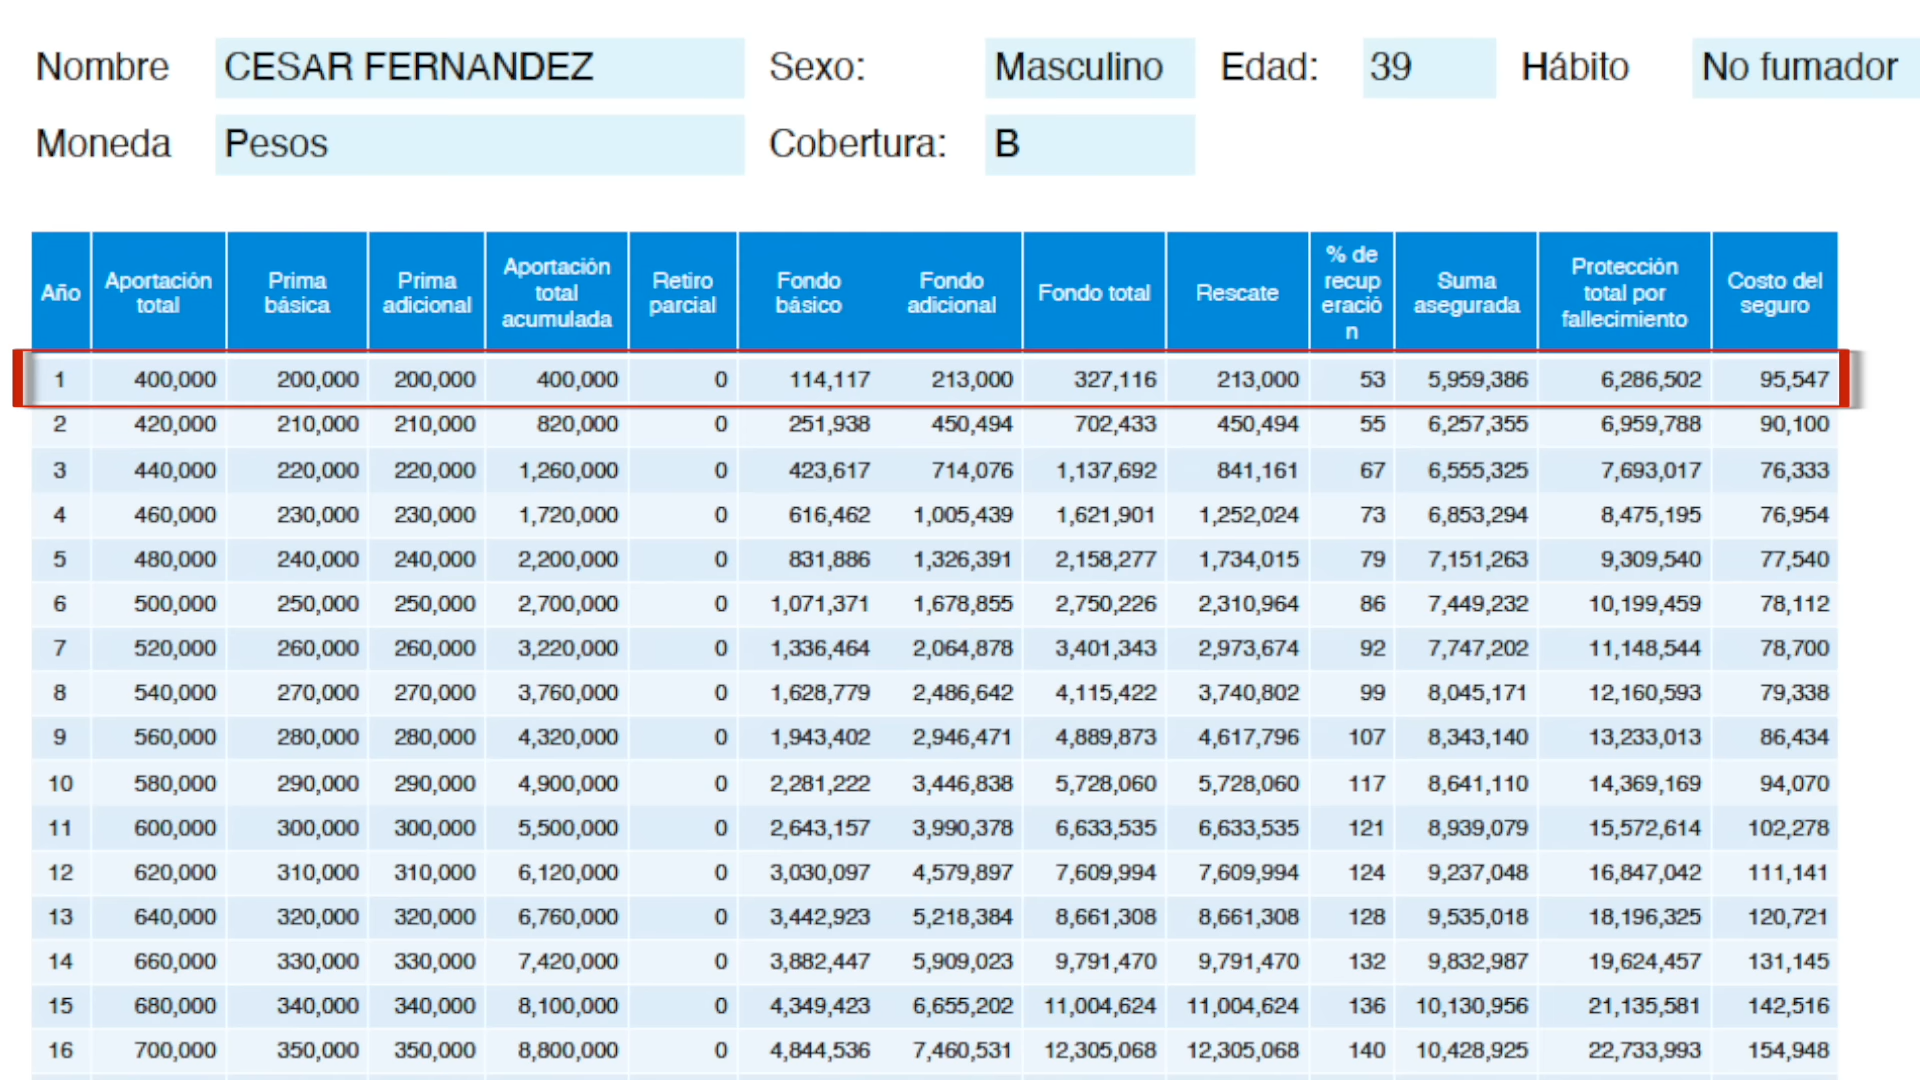 Nombre CESAR FERNANDEZ Sexo: Masculino Edad: 39 Hábito No fumador
Moneda Pesos Cobertura: B
Año Aportación total Prima básica Prima adicional Aportación total acumulada Retiro parcial Fondo básico Fondo adicional Fondo total Rescate % de recup eració n Suma asegurada Protección total por fallecimiento Costo del seguro
1 400,000 200,000 200,000 400,000 0 114,117 213,000 327,116 213,000 53 5,959,386 6,286,502 95,547
2 420,000 210,000 210,000 820,000 0 251,938 450,494 702,433 450,494 55 6,257,355 6,959,788 90,100
3 440,000 220,000 220,000 1,260,000 0 423,617 714,076 1,137,692 841,161 67 6,555,325 7,693,017 76,333
4 460,000 230,000 230,000 1,720,000 0 616,462 1,005,439 1,621,901 1,252,024 73 6,853,294 8,475,195 76,954
5 480,000 240,000 240,000 2,200,000 0 831,886 1,326,391 2,158,277 1,734,015 79 7,151,263 9,309,540 77,540
6 500,000 250,000 250,000 2,700,000 0 1,071,371 1,678,855 2,750,226 2,310,964 86 7,449,232 10,199,459 78,112
7 520,000 260,000 260,000 3,220,000 0 1,336,464 2,064,878 3,401,343 2,973,674 92 7,747,202 11,148,544 78,700
8 540,000 270,000 270,000 3,760,000 0 1,628,779 2,486,642 4,115,422 3,740,802 99 8,045,171 12,160,593 79,338
9 560,000 280,000 280,000 4,320,000 0 1,943,402 2,946,471 4,889,873 4,617,796 107 8,343,140 13,233,013 86,434
10 580,000 290,000 290,000 4,900,000 0 2,281,222 3,446,838 5,728,060 5,728,060 117 8,641,110 14,369,169 94,070
11 600,000 300,000 300,000 5,500,000 0 2,643,157 3,990,378 6,633,535 6,633,535 121 8,939,079 15,572,614 102,278
12 620,000 310,000 310,000 6,120,000 0 3,030,097 4,579,897 7,609,994 7,609,994 124 9,237,048 16,847,042 111,141
13 640,000 320,000 320,000 6,760,000 0 3,442,923 5,218,384 8,661,308 8,661,308 128 9,535,018 18,196,325 120,721
14 660,000 330,000 330,000 7,420,000 0 3,882,447 5,909,023 9,791,470 9,791,470 132 9,832,987 19,624,457 131,145
15 680,000 340,000 340,000 8,100,000 0 4,349,423 6,655,202 11,004,624 11,004,624 136 10,130,956 21,135,581 142,516
16 700,000 350,000 350,000 8,800,000 0 4,844,536 7,460,531 12,305,068 12,305,068 140 10,428,925 22,733,993 154,948